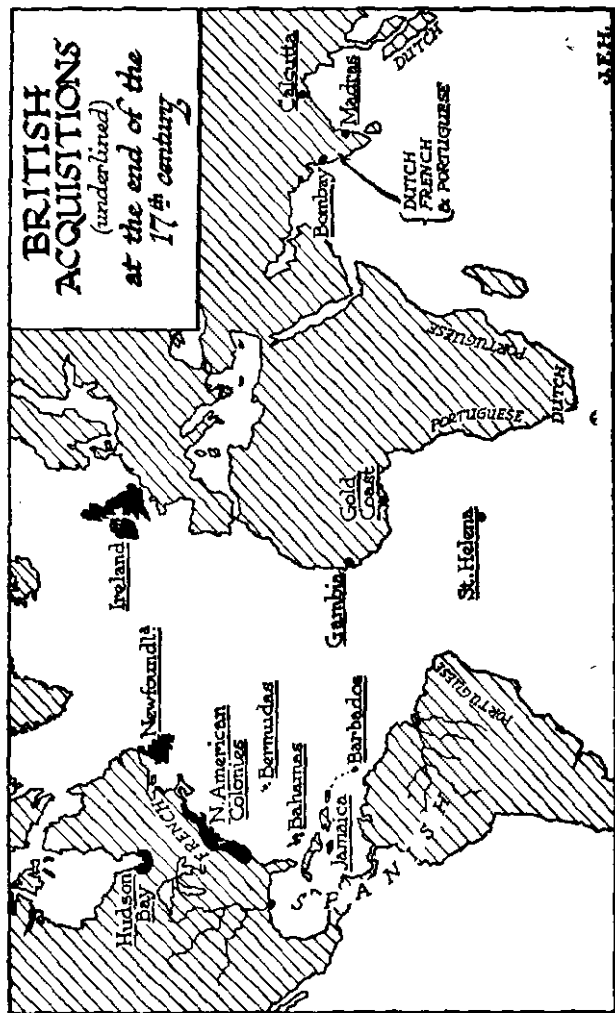 BRITISH
ACQUISITIONS
(underlined)
at the end of the
17th century
Hudson
Bay
Newfoundld.
Ireland
FRENCH
N. American
Colonies
Bermudas
Bahamas
Jamaica
Barbados
SPANISH
PORTUGUESE
Gambia
Gold
Coast
St. Helena
PORTUGUESE
PORTUGUESE
DUTCH
Bombay
Calcutta
Madras
DUTCH
DUTCH
FRENCH
& PORTUGUESE
J.F.H.